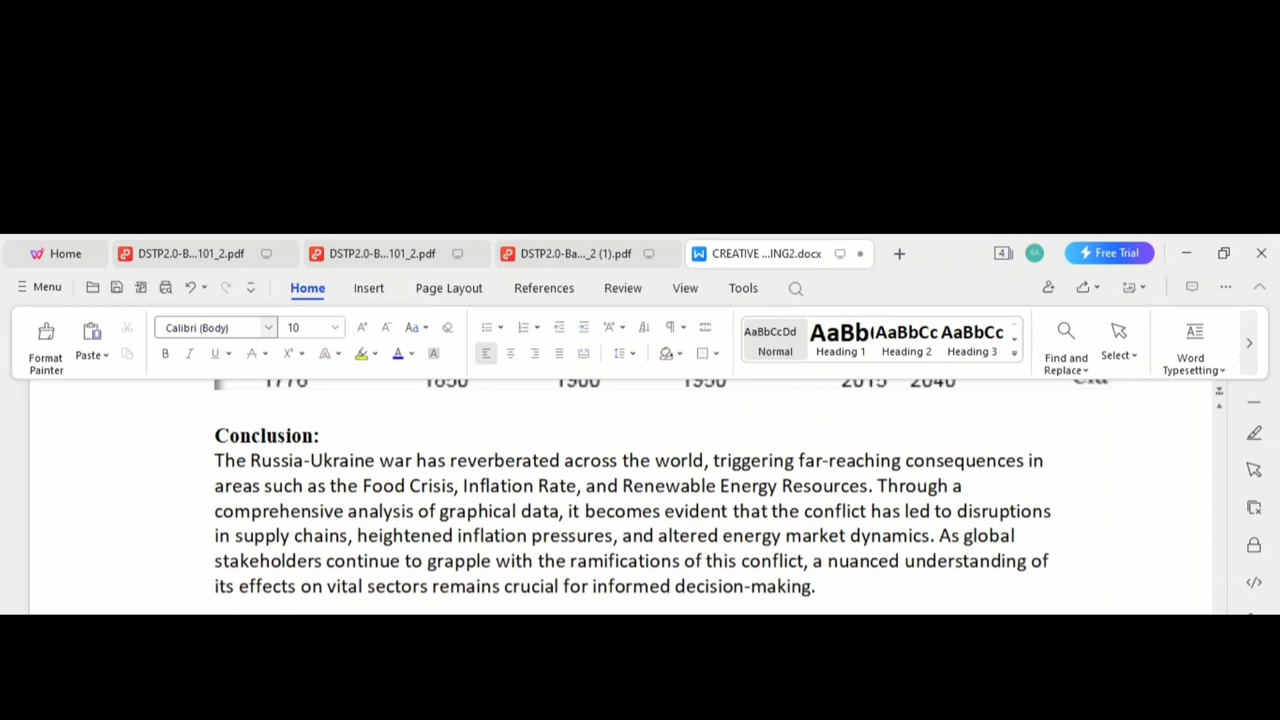 Home DSTP2.0-B...101_2.pdf DSTP2.0-B...101_2.pdf DSTP2.0-Ba..._2 (1).pdf CREATIVE ...ING2.docx + 4 Free Trial
Menu Home Insert Page Layout References Review View Tools
Format Painter Paste Calibri (Body) 10 A+ A- Aa AaBbCcDd AaBb( AaBbCc AaBbCc Find and Replace Select Word Typesetting
B I U A X² A A A Normal Heading 1 Heading 2 Heading 3
1776 1850 1900 1950 2015 2040 eia
Conclusion:
The Russia-Ukraine war has reverberated across the world, triggering far-reaching consequences in
areas such as the Food Crisis, Inflation Rate, and Renewable Energy Resources. Through a
comprehensive analysis of graphical data, it becomes evident that the conflict has led to disruptions
in supply chains, heightened inflation pressures, and altered energy market dynamics. As global
stakeholders continue to grapple with the ramifications of this conflict, a nuanced understanding of
its effects on vital sectors remains crucial for informed decision-making.